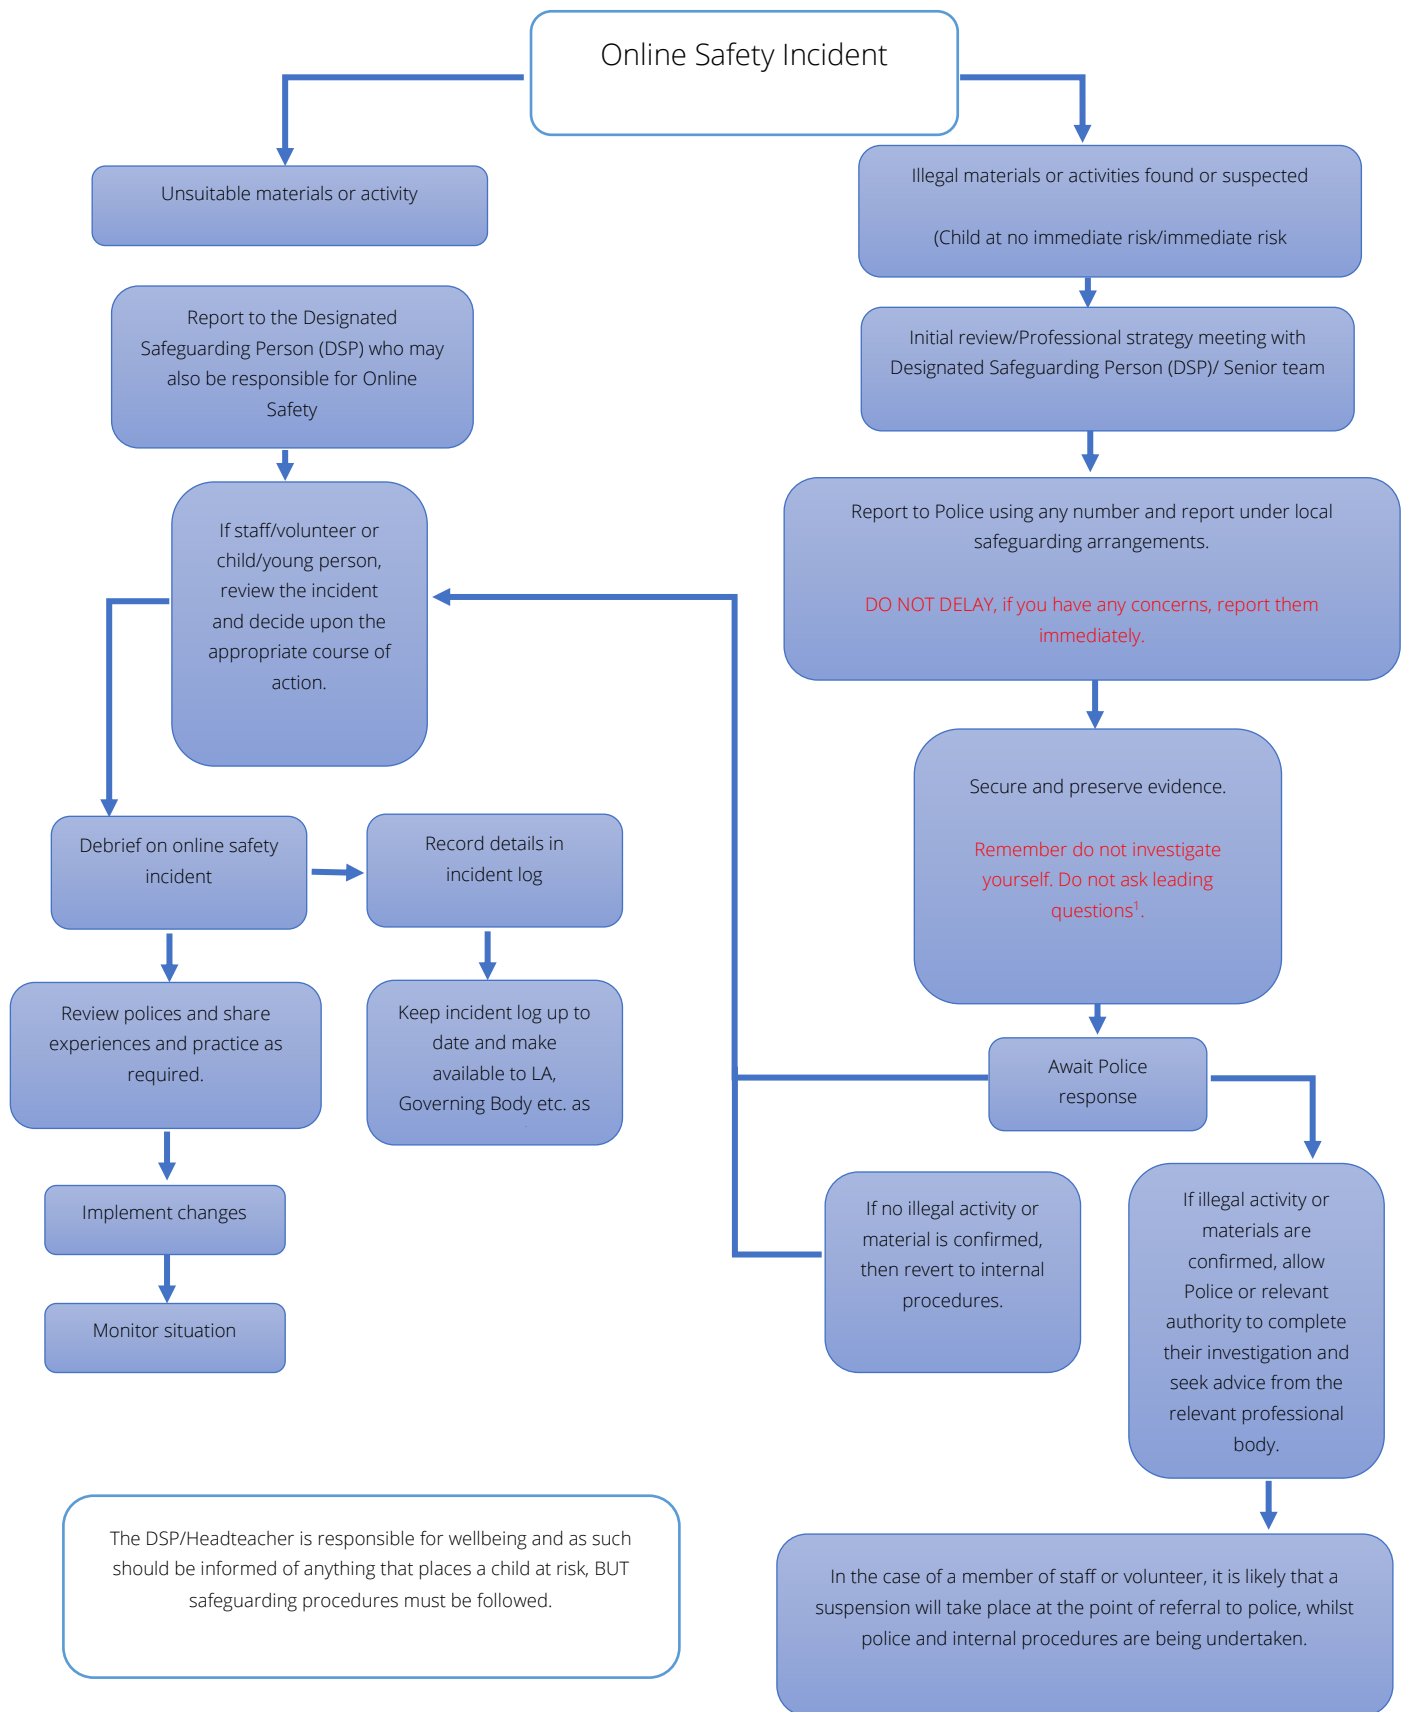 Online Safety Incident
Unsuitable materials or activity
Report to the Designated
Safeguarding Person (DSP) who may
also be responsible for Online
Safety
If staff/volunteer or
child/young person,
review the incident
and decide upon the
appropriate course of
action.
Debrief on online safety
incident
Record details in
incident log
Review polices and share
experiences and practice as
required.
Keep incident log up to
date and make
available to LA,
Governing Body etc. as
Implement changes
Monitor situation
Illegal materials or activities found or suspected
(Child at no immediate risk/immediate risk
Initial review/Professional strategy meeting with
Designated Safeguarding Person (DSP)/ Senior team
Report to Police using any number and report under local
safeguarding arrangements.
DO NOT DELAY, if you have any concerns, report them
immediately.
Secure and preserve evidence.
Remember do not investigate
yourself. Do not ask leading
questions¹.
Await Police
response
If no illegal activity or
material is confirmed,
then revert to internal
procedures.
If illegal activity or
materials are
confirmed, allow
Police or relevant
authority to complete
their investigation and
seek advice from the
relevant professional
body.
In the case of a member of staff or volunteer, it is likely that a
suspension will take place at the point of referral to police, whilst
police and internal procedures are being undertaken.
The DSP/Headteacher is responsible for wellbeing and as such
should be informed of anything that places a child at risk, BUT
safeguarding procedures must be followed.